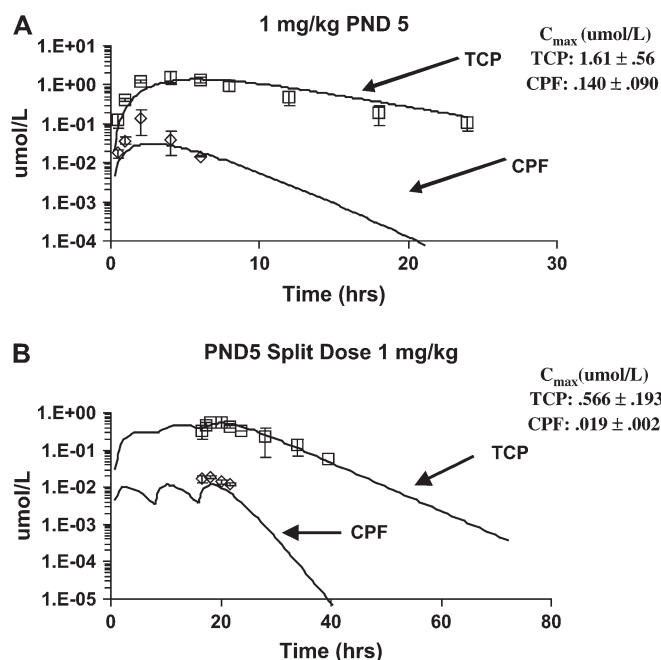 A
1 mg/kg PND 5
C_max (umol/L)
TCP: 1.61 ± .56
CPF: .140 ± .090
TCP
CPF
umol/L
1.E+01
1.E+00
1.E-01
1.E-02
1.E-03
1.E-04
0 10 20 30
Time (hrs)
B
PND5 Split Dose 1 mg/kg
C_max(umol/L)
TCP: .566 ± .193
CPF: .019 ± .002
TCP
CPF
umol/L
1.E+00
1.E-01
1.E-02
1.E-03
1.E-04
1.E-05
0 20 40 60 80
Time (hrs)